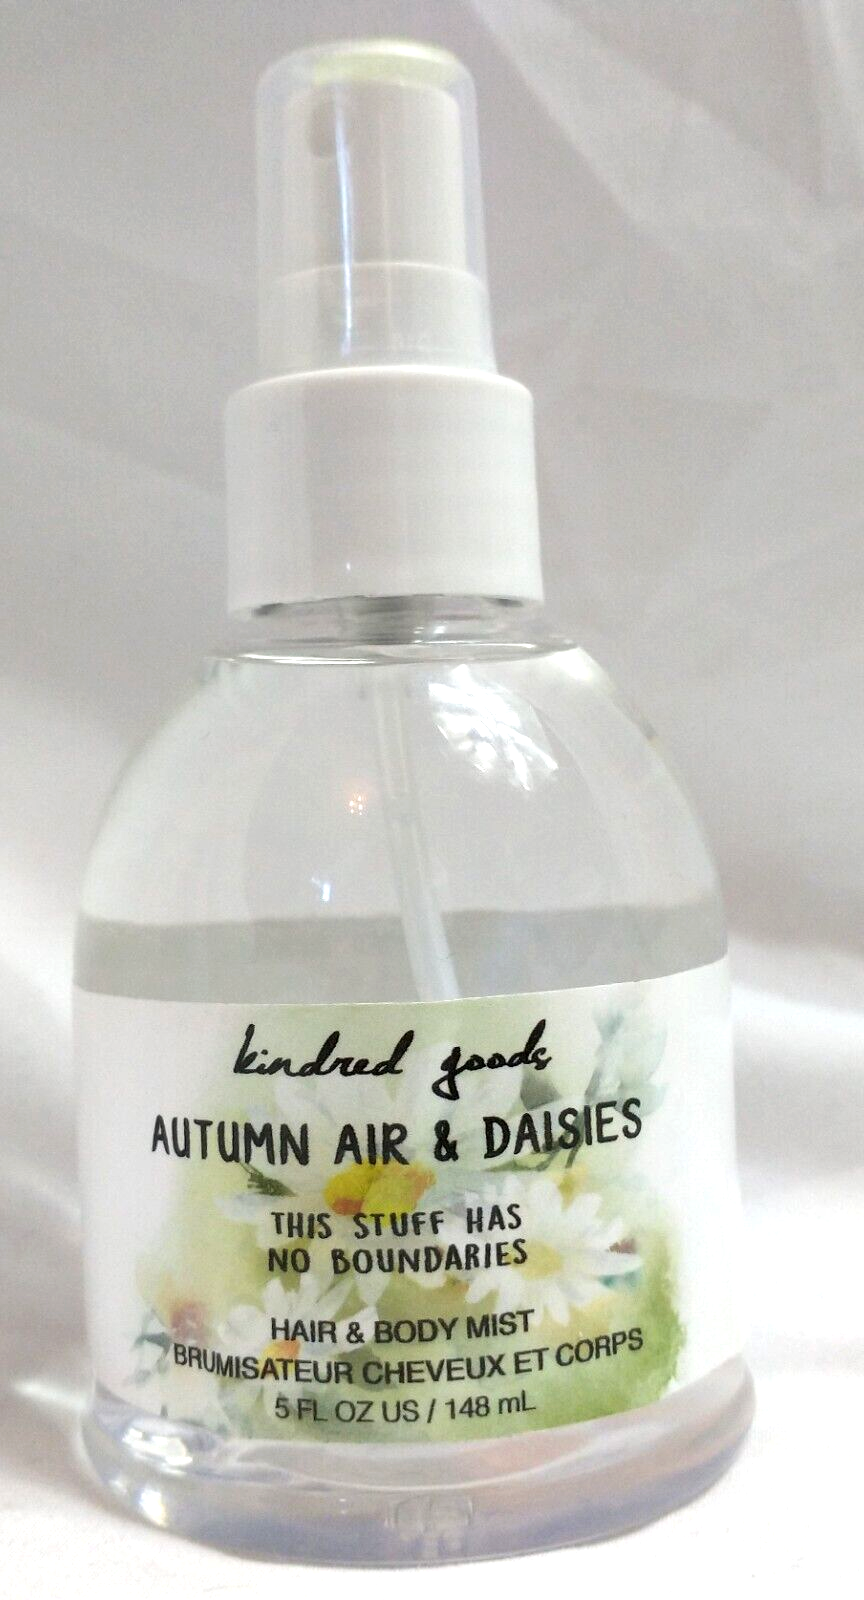 kindred goods
AUTUMN AIR & DAISIES
THIS STUFF HAS
NO BOUNDARIES
HAIR & BODY MIST
BRUMISATEUR CHEVEUX ET CORPS
5 FL OZ US / 148 mL